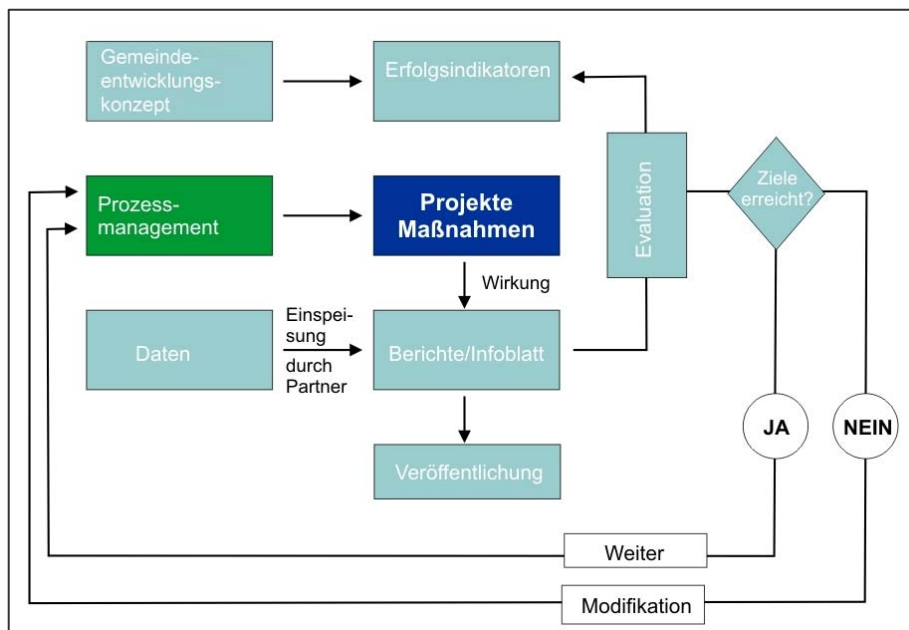 Gemeinde-
entwicklungs-
konzept
Erfolgsindikatoren
Evaluation
Ziele
erreicht?
Prozess-
management
Projekte
Maßnahmen
Wirkung
Daten
Einspei-
sung
durch
Partner
Berichte/Infoblatt
JA
NEIN
Veröffentlichung
Weiter
Modifikation